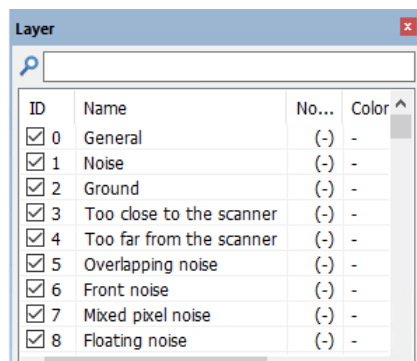 Layer
ID Name No... Color
0 General (-) -
1 Noise (-) -
2 Ground (-) -
3 Too close to the scanner (-) -
4 Too far from the scanner (-) -
5 Overlapping noise (-) -
6 Front noise (-) -
7 Mixed pixel noise (-) -
8 Floating noise (-) -